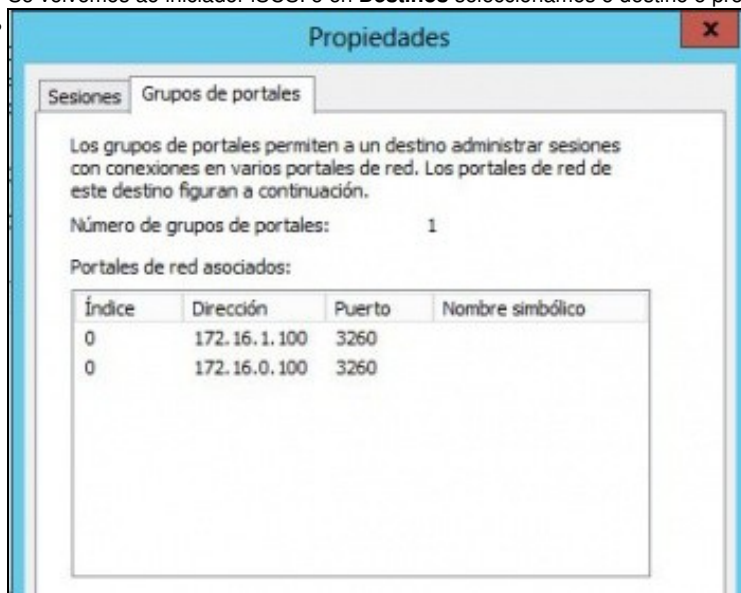 Propiedades
x
Sesiones Grupos de portales
Los grupos de portales permiten a un destino administrar sesiones
con conexiones en varios portales de red. Los portales de red de
este destino figuran a continuación.
Número de grupos de portales: 1
Portales de red asociados:
Índice Dirección Puerto Nombre simbólico
0 172.16.1.100 3260
0 172.16.0.100 3260